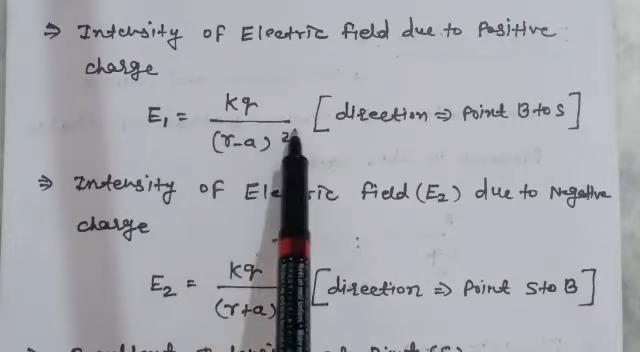 ⇒ Intensity of Electric field due to Positive
charge
E₁ = Kq / (r-a)² [direction ⇒ Point B to S]
⇒ Intensity of Ele ric field (E₂) due to Negative
charge
E₂ = Kq / (r+a) [direction ⇒ Point S to B]